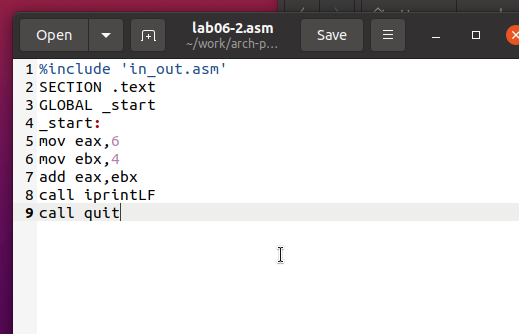 Open
lab06-2.asm
~/work/arch-p…
Save
1 %include 'in_out.asm'
2 SECTION .text
3 GLOBAL _start
4 _start:
5 mov eax,6
6 mov ebx,4
7 add eax,ebx
8 call iprintLF
9 call quit